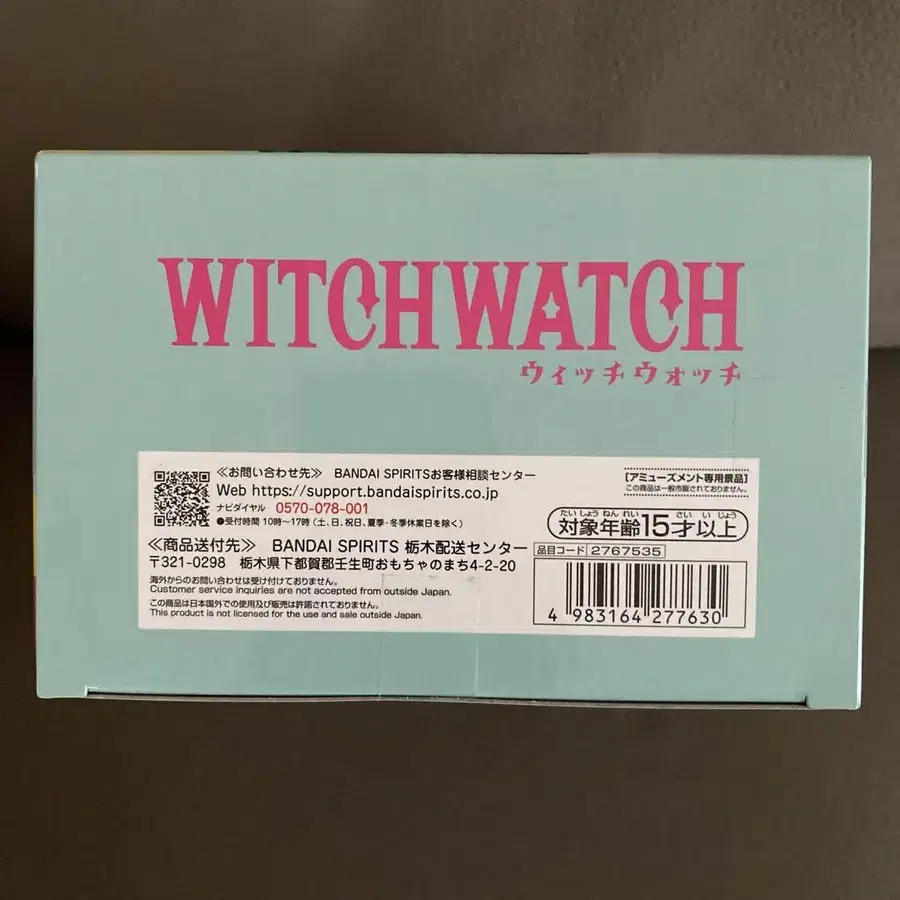 WITCHWATCH
ウィッチウォッチ
≪お問い合わせ先≫ BANDAI SPIRITSお客様相談センター
Web https://support.bandaispirits.co.jp
ナビダイヤル 0570-078-001
●受付時間 10時～17時(土、日、祝日、夏季・冬季休業日を除く)
≪商品送付先≫ BANDAI SPIRITS 栃木配送センター
〒321-0298 栃木県下都賀郡壬生町おもちゃのまち4-2-20
海外からのお問い合わせは受け付けておりません。
Customer service inquiries are not accepted from outside Japan.
この商品は日本国外での使用及び販売は許諾されておりません。
This product is not licensed for the use and sale outside Japan.
[アミューズメント専用景品]
この商品は一般市販されておりません。
たいしょうねんれい さいいじょう
対象年齢15才以上
品目コード 2767535
4 983164 277630